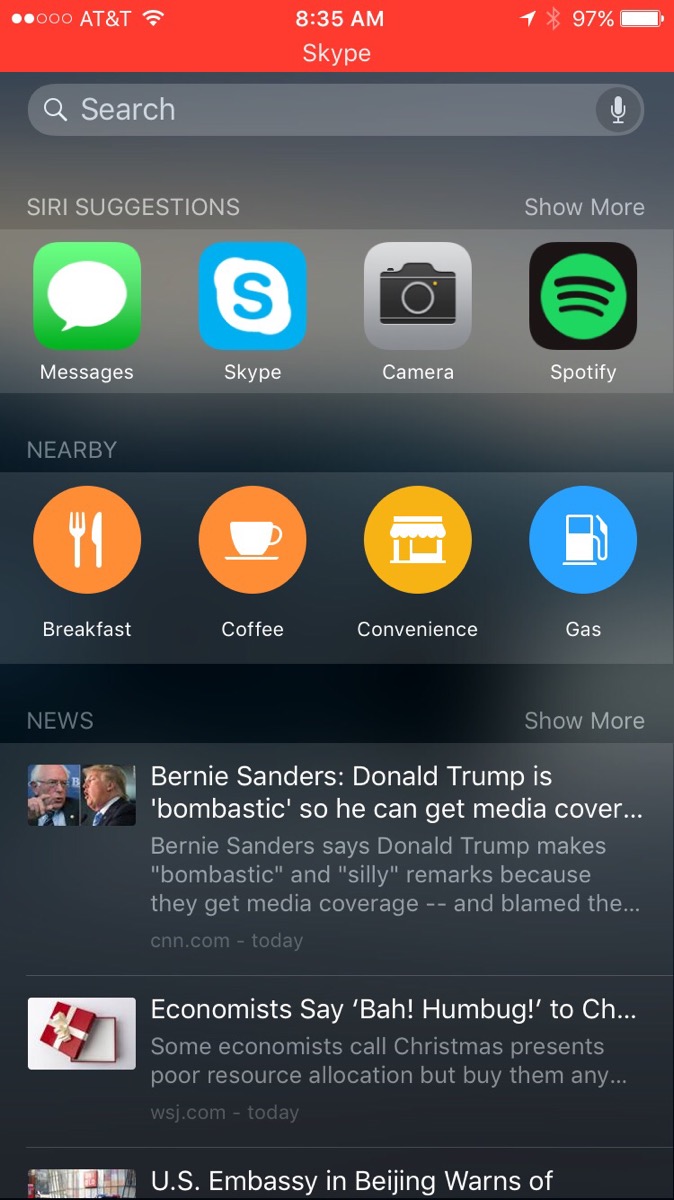 AT&T 8:35 AM 97%
Skype
Search
SIRI SUGGESTIONS Show More
Messages Skype Camera Spotify
NEARBY
Breakfast Coffee Convenience Gas
NEWS Show More
Bernie Sanders: Donald Trump is
'bombastic' so he can get media cover...
Bernie Sanders says Donald Trump makes
"bombastic" and "silly" remarks because
they get media coverage -- and blamed the...
cnn.com - today
Economists Say ‘Bah! Humbug!’ to Ch...
Some economists call Christmas presents
poor resource allocation but buy them any...
wsj.com - today
U.S. Embassy in Beijing Warns of